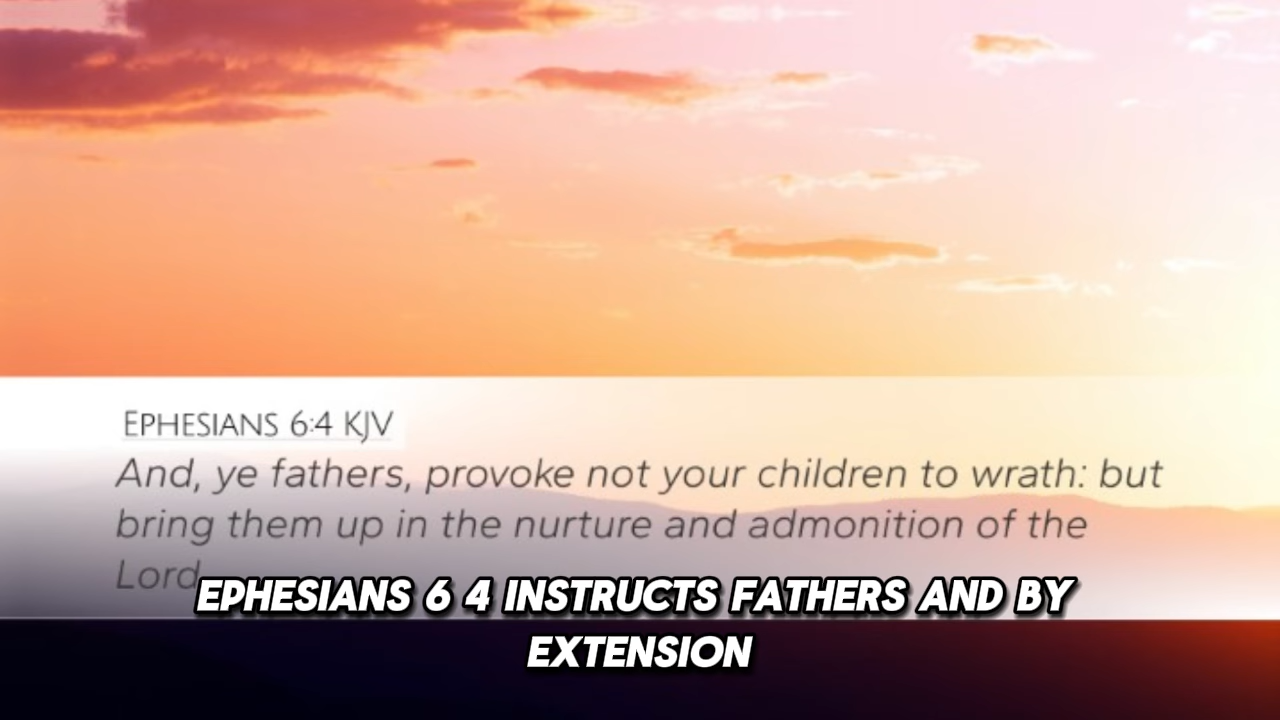 EPHESIANS 6:4 KJV
And, ye fathers, provoke not your children to wrath: but
bring them up in the nurture and admonition of the
Lord
EPHESIANS 6 4 INSTRUCTS FATHERS AND BY
EXTENSION